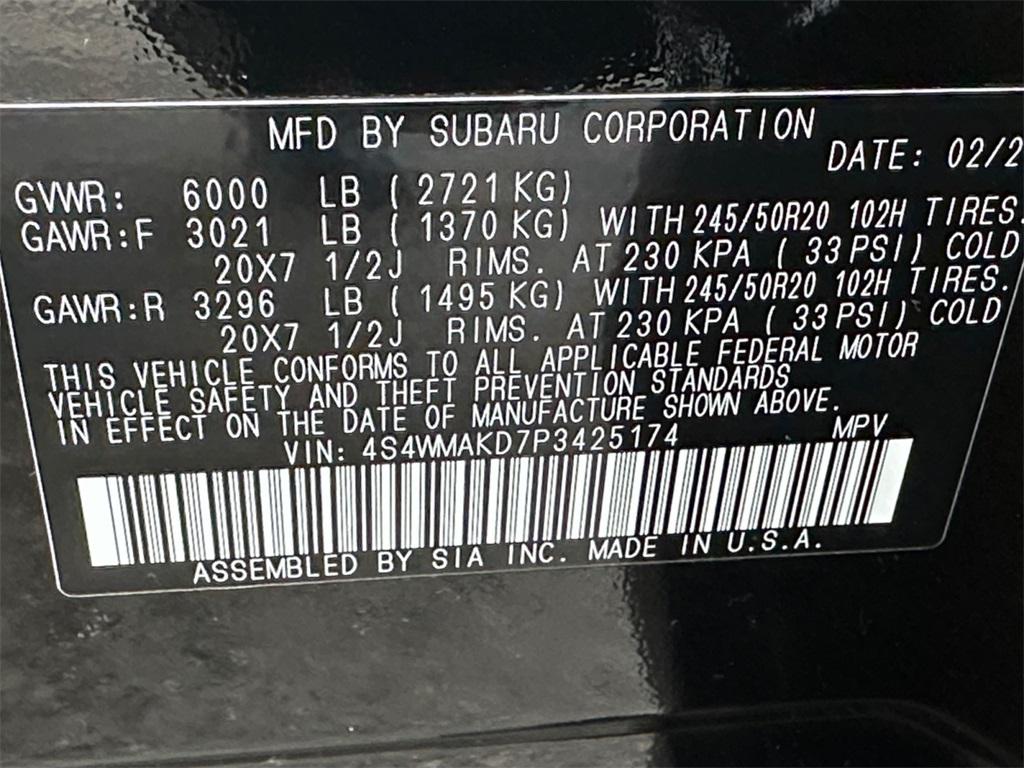 MFD BY SUBARU CORPORATION
DATE: 02/2
GVWR: 6000 LB ( 2721 KG)
GAWR:F 3021 LB ( 1370 KG) WITH 245/50R20 102H TIRES.
20X7 1/2J RIMS. AT 230 KPA ( 33 PSI) COLD
GAWR:R 3296 LB ( 1495 KG) WITH 245/50R20 102H TIRES.
20X7 1/2J RIMS. AT 230 KPA ( 33 PSI) COLD
THIS VEHICLE CONFORMS TO ALL APPLICABLE FEDERAL MOTOR
VEHICLE SAFETY AND THEFT PREVENTION STANDARDS
IN EFFECT ON THE DATE OF MANUFACTURE SHOWN ABOVE.
VIN: 4S4WMAKD7P3425174 MPV
ASSEMBLED BY SIA INC. MADE IN U.S.A.